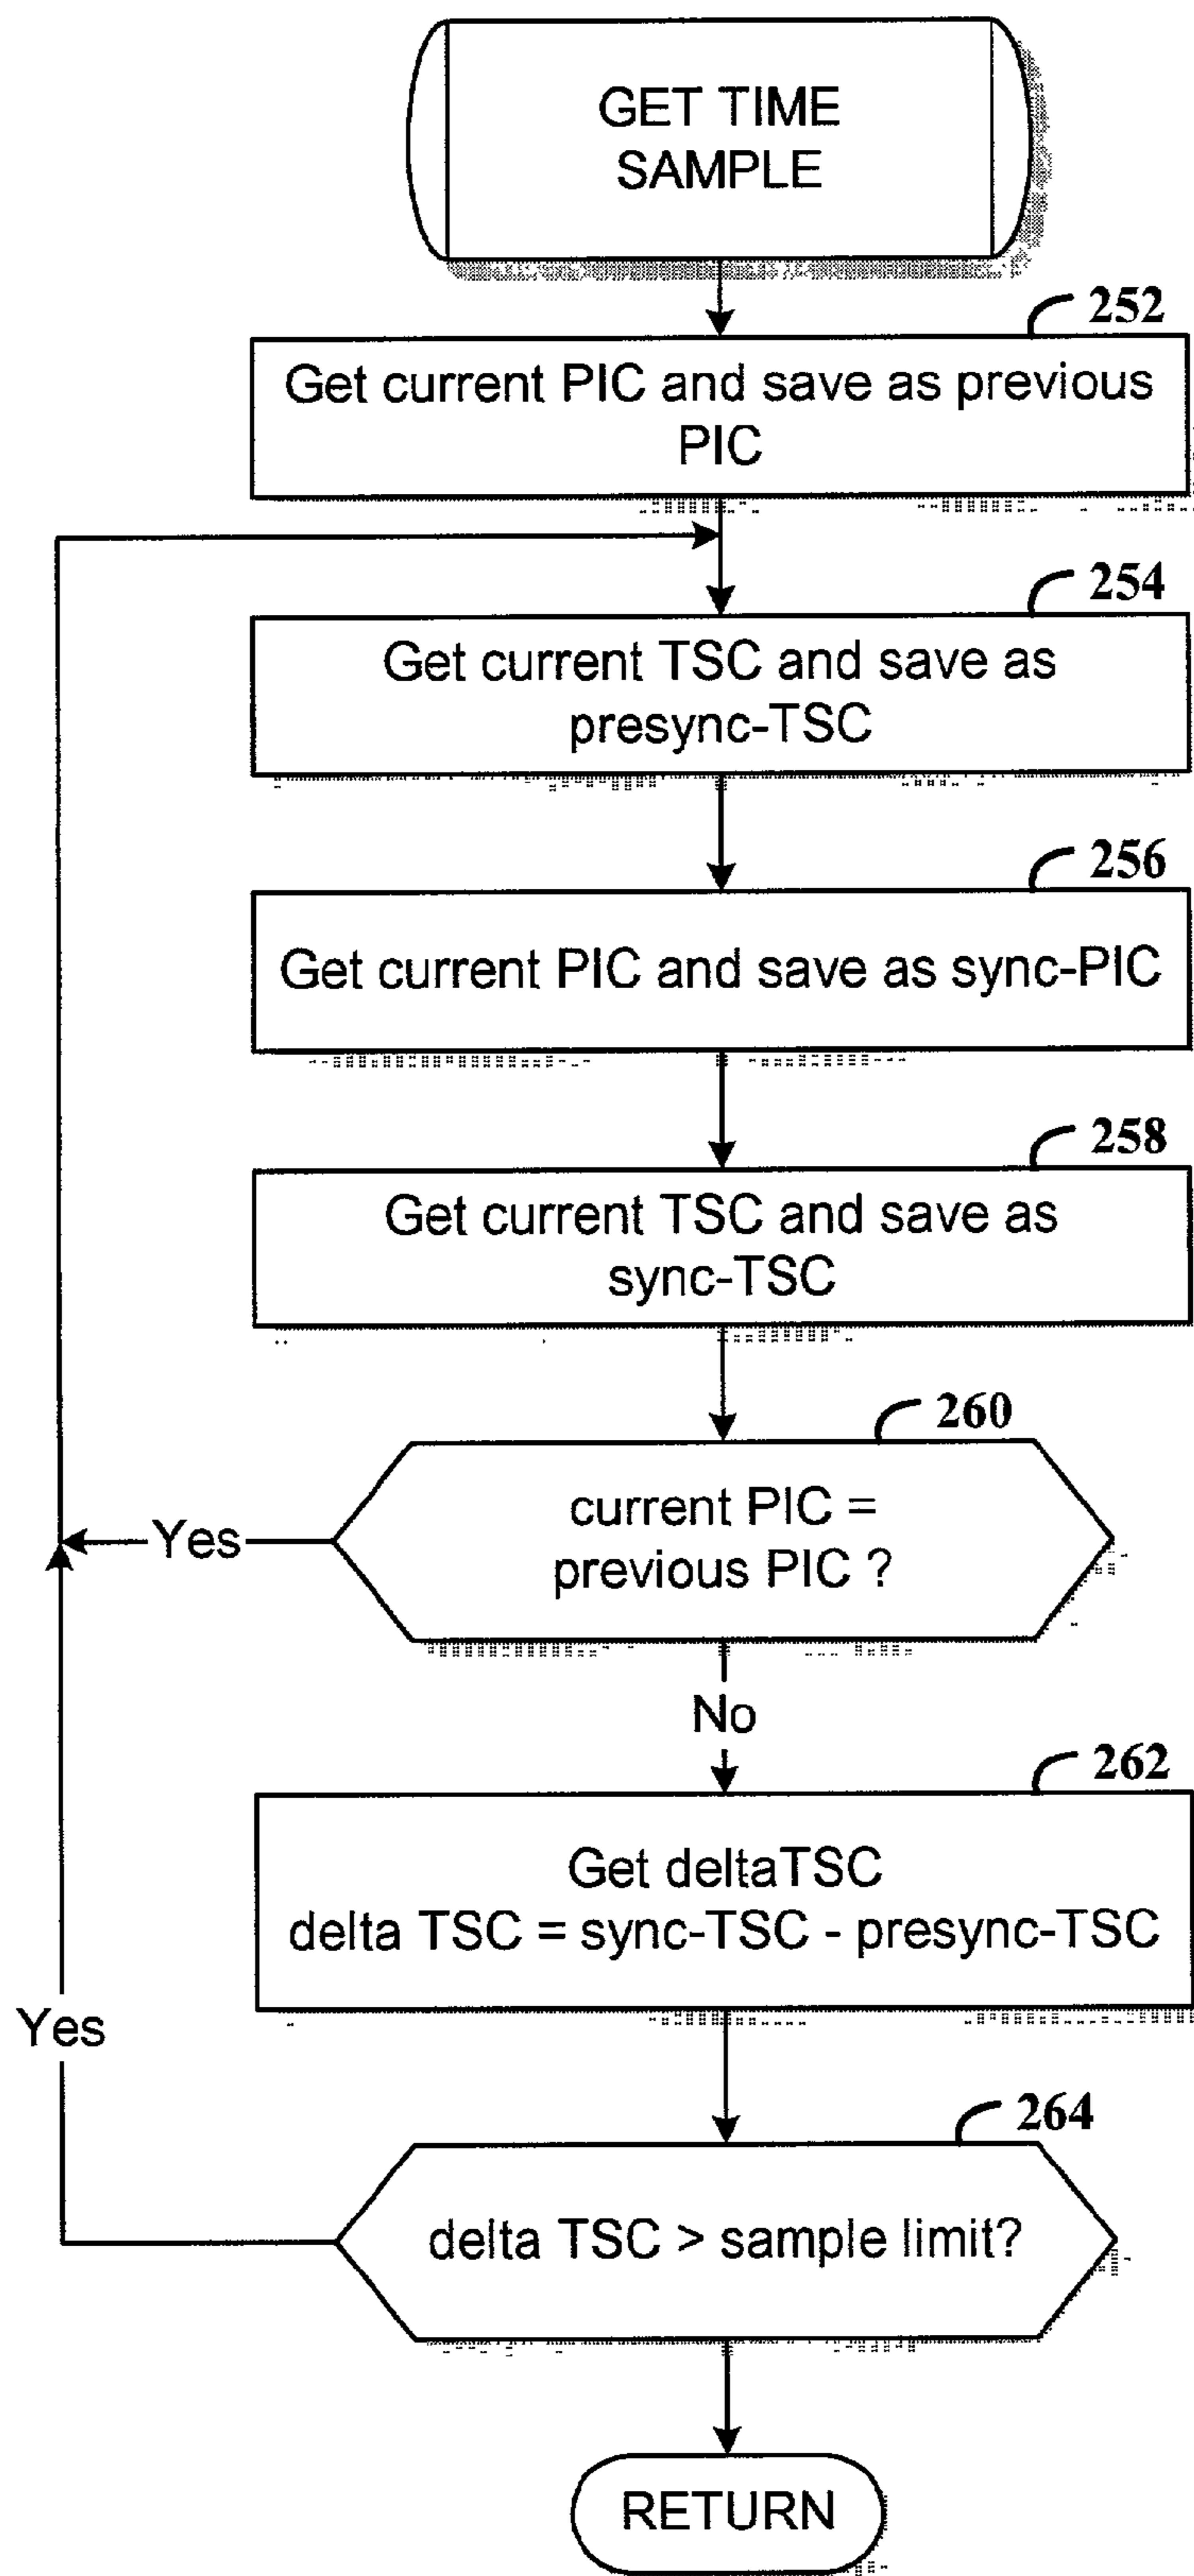 GET TIME
SAMPLE
252
Get current PIC and save as previous
PIC
254
Get current TSC and save as
presync-TSC
256
Get current PIC and save as sync-PIC
258
Get current TSC and save as
sync-TSC
260
current PIC =
previous PIC ?
Yes
No
262
Get deltaTSC
delta TSC = sync-TSC - presync-TSC
Yes
264
delta TSC > sample limit?
RETURN